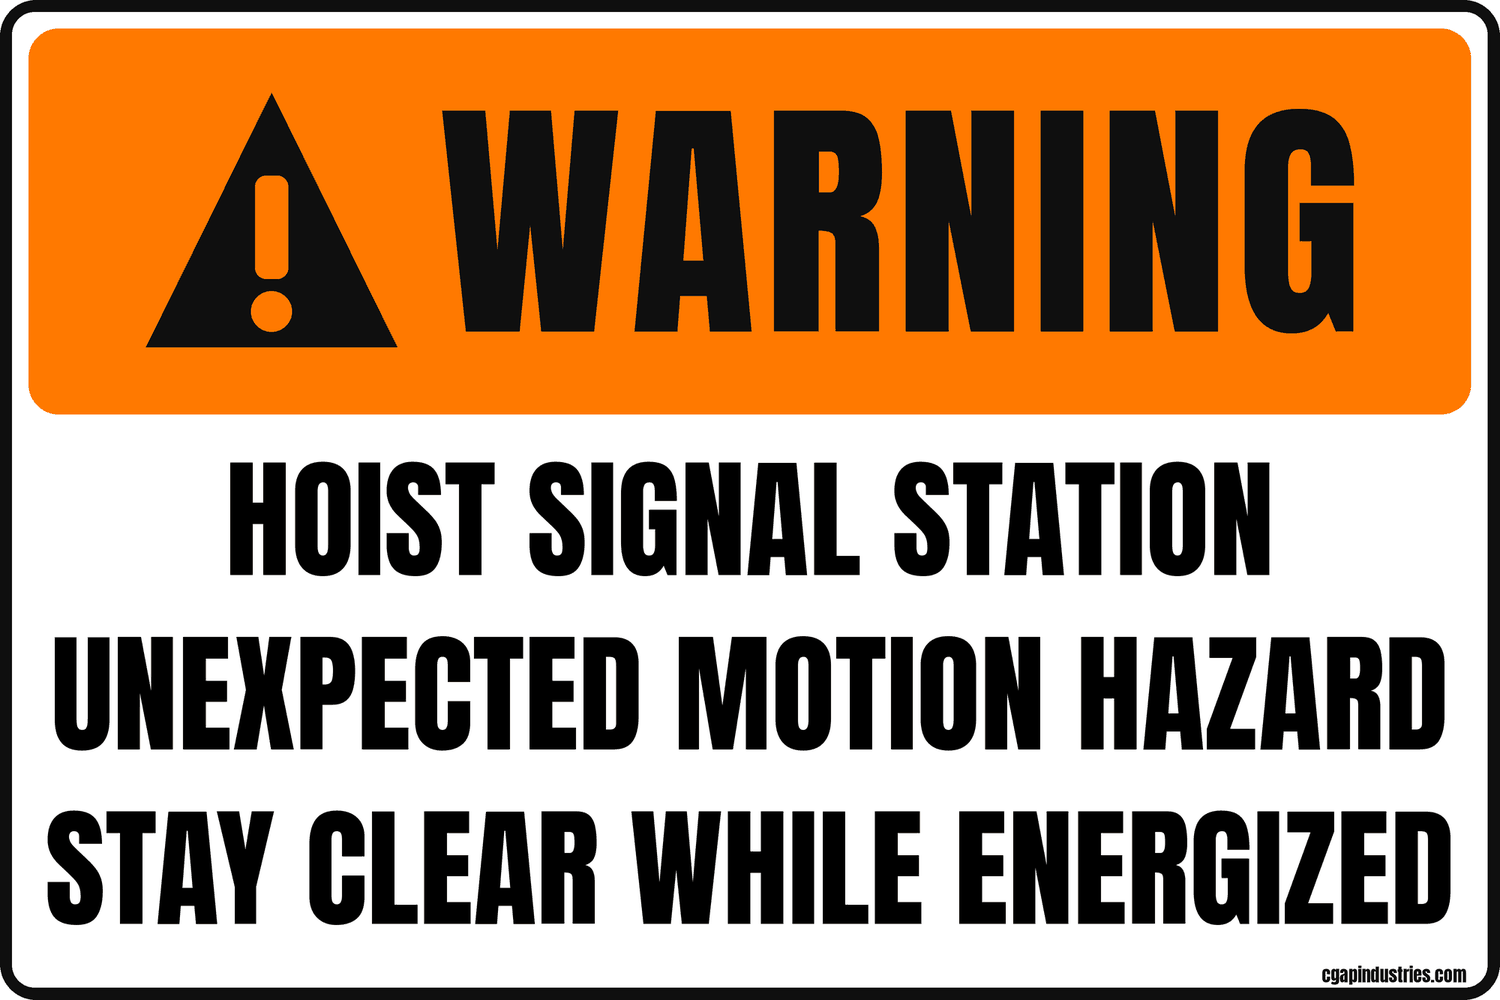 WARNING
HOIST SIGNAL STATION
UNEXPECTED MOTION HAZARD
STAY CLEAR WHILE ENERGIZED
cgapindustries.com